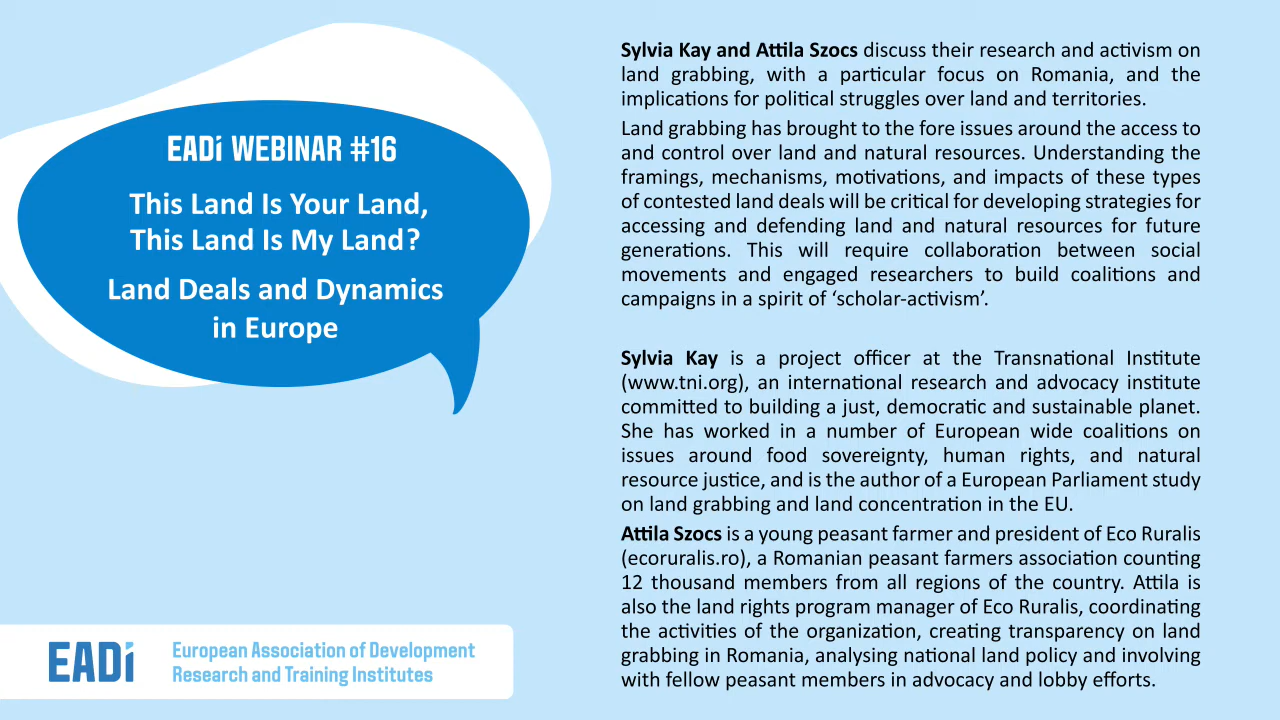 EADi WEBINAR #16
This Land Is Your Land,
This Land Is My Land?
Land Deals and Dynamics
in Europe
Sylvia Kay and Attila Szocs discuss their research and activism on
land grabbing, with a particular focus on Romania, and the
implications for political struggles over land and territories.
Land grabbing has brought to the fore issues around the access to
and control over land and natural resources. Understanding the
framings, mechanisms, motivations, and impacts of these types
of contested land deals will be critical for developing strategies for
accessing and defending land and natural resources for future
generations. This will require collaboration between social
movements and engaged researchers to build coalitions and
campaigns in a spirit of ‘scholar-activism’.
Sylvia Kay is a project officer at the Transnational Institute
(www.tni.org), an international research and advocacy institute
committed to building a just, democratic and sustainable planet.
She has worked in a number of European wide coalitions on
issues around food sovereignty, human rights, and natural
resource justice, and is the author of a European Parliament study
on land grabbing and land concentration in the EU.
Attila Szocs is a young peasant farmer and president of Eco Ruralis
(ecoruralis.ro), a Romanian peasant farmers association counting
12 thousand members from all regions of the country. Attila is
also the land rights program manager of Eco Ruralis, coordinating
the activities of the organization, creating transparency on land
grabbing in Romania, analysing national land policy and involving
with fellow peasant members in advocacy and lobby efforts.
EADi
European Association of Development
Research and Training Institutes